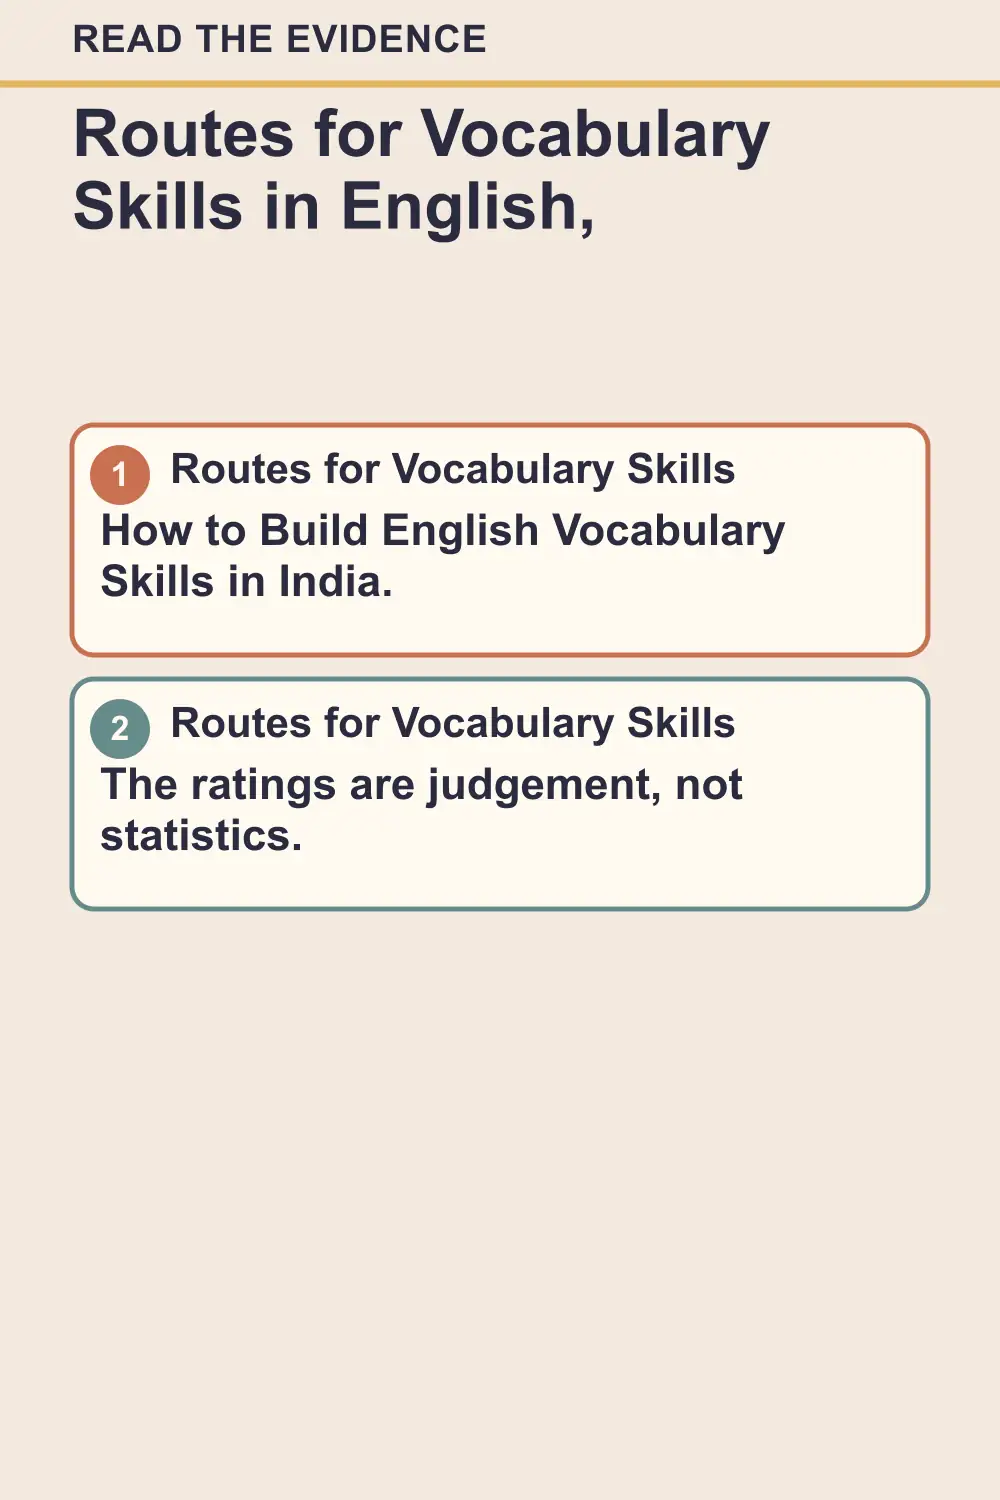 READ THE EVIDENCE
Routes for Vocabulary
Skills in English,
1 Routes for Vocabulary Skills
How to Build English Vocabulary
Skills in India.
2 Routes for Vocabulary Skills
The ratings are judgement, not
statistics.